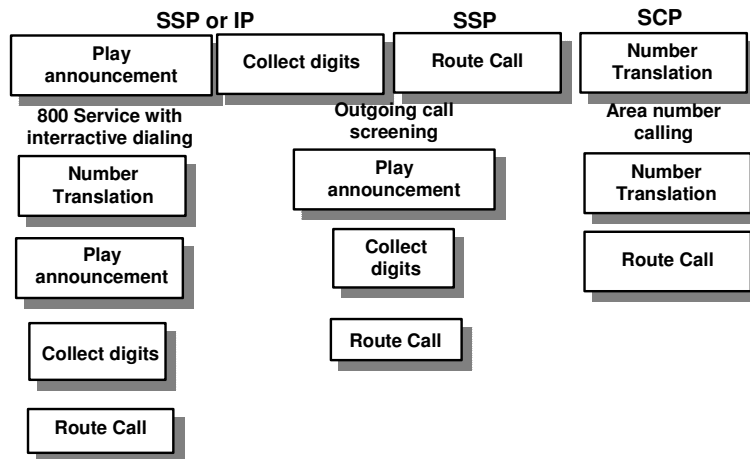 SSP or IP
SSP
SCP
Play
announcement
Collect digits
Route Call
Number
Translation
800 Service with
interractive dialing
Outgoing call
screening
Area number
calling
Number
Translation
Play
announcement
Collect digits
Route Call
Play
announcement
Collect
digits
Route Call
Number
Translation
Route Call